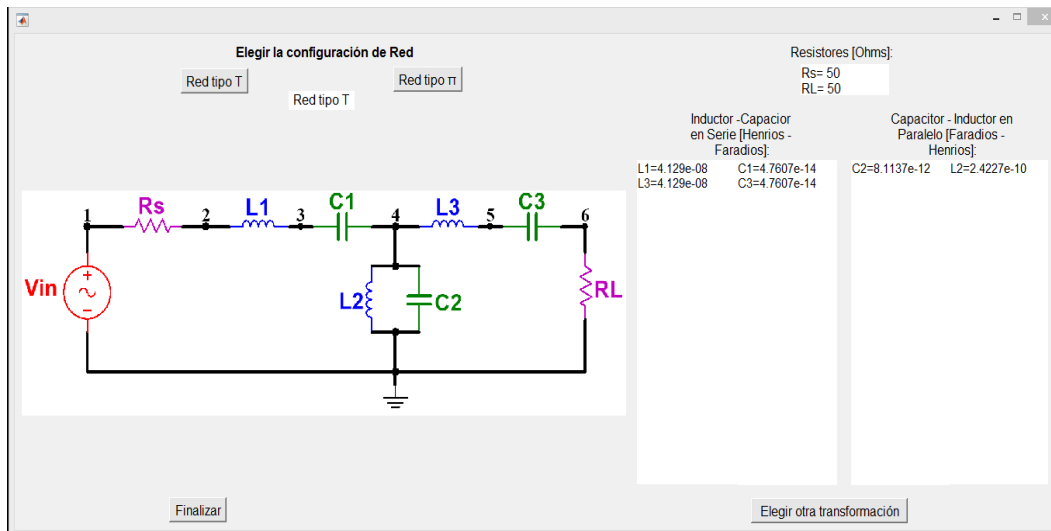 Elegir la configuración de Red
Red tipo T
Red tipo π
Red tipo T
Resistores [Ohms]:
Rs= 50
RL= 50
Inductor -Capacior
en Serie [Henrios -
Faradios]:
L1=4.129e-08 C1=4.7607e-14
L3=4.129e-08 C3=4.7607e-14
Capacitor - Inductor en
Paralelo [Faradios -
Henrios]:
C2=8.1137e-12 L2=2.4227e-10
1 Rs 2 L1 3 C1 4 L3 5 C3 6
Vin
L2
C2
RL
Finalizar
Elegir otra transformación